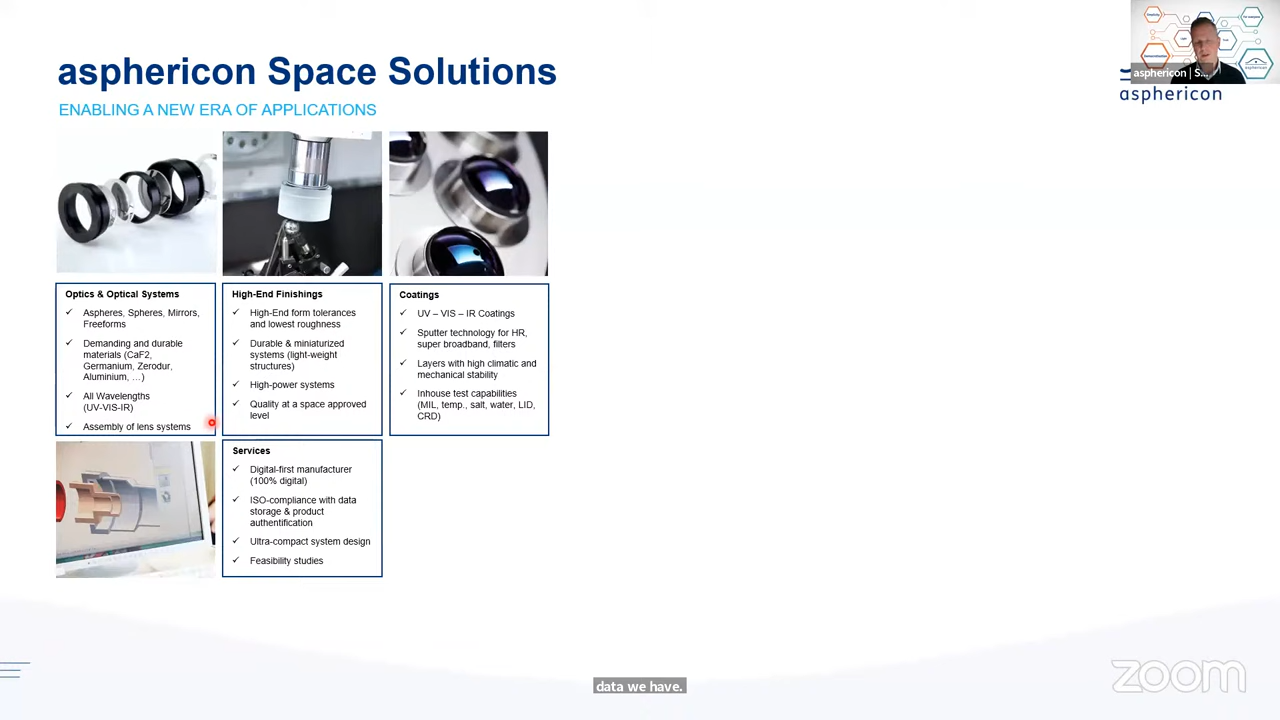 asphericon Space Solutions
ENABLING A NEW ERA OF APPLICATIONS
asphericon | S...
asphericon
Optics & Optical Systems
✓ Aspheres, Spheres, Mirrors,
Freeforms
✓ Demanding and durable
materials (CaF2,
Germanium, Zerodur,
Aluminium, …)
✓ All Wavelengths
(UV-VIS-IR)
✓ Assembly of lens systems
High-End Finishings
✓ High-End form tolerances
and lowest roughness
✓ Durable & miniaturized
systems (light-weight
structures)
✓ High-power systems
✓ Quality at a space approved
level
Coatings
✓ UV – VIS – IR Coatings
✓ Sputter technology for HR,
super broadband, filters
✓ Layers with high climatic and
mechanical stability
✓ Inhouse test capabilities
(MIL, temp., salt, water, LID,
CRD)
Services
✓ Digital-first manufacturer
(100% digital)
✓ ISO-compliance with data
storage & product
authentification
✓ Ultra-compact system design
✓ Feasibility studies
data we have.
zoom